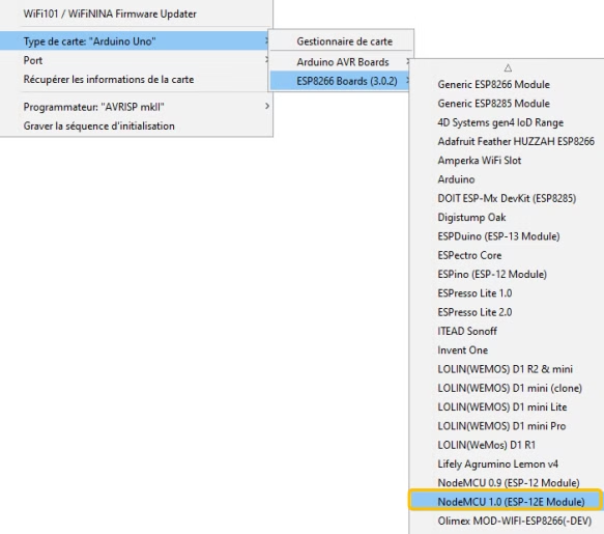 WiFi101 / WiFiNINA Firmware Updater
Type de carte: "Arduino Uno"
Port
Récupérer les informations de la carte
Programmateur: "AVRISP mkII"
Graver la séquence d'initialisation
Gestionnaire de carte
Arduino AVR Boards
ESP8266 Boards (3.0.2)
Generic ESP8266 Module
Generic ESP8285 Module
4D Systems gen4 IoD Range
Adafruit Feather HUZZAH ESP8266
Amperka WiFi Slot
Arduino
DOIT ESP-Mx DevKit (ESP8285)
Digistump Oak
ESPDuino (ESP-13 Module)
ESPectro Core
ESPino (ESP-12 Module)
ESPresso Lite 1.0
ESPresso Lite 2.0
ITEAD Sonoff
Invent One
LOLIN(WEMOS) D1 R2 & mini
LOLIN(WEMOS) D1 mini (clone)
LOLIN(WEMOS) D1 mini Lite
LOLIN(WEMOS) D1 mini Pro
LOLIN(WeMos) D1 R1
Lifely Agrumino Lemon v4
NodeMCU 0.9 (ESP-12 Module)
NodeMCU 1.0 (ESP-12E Module)
Olimex MOD-WIFI-ESP8266(-DEV)